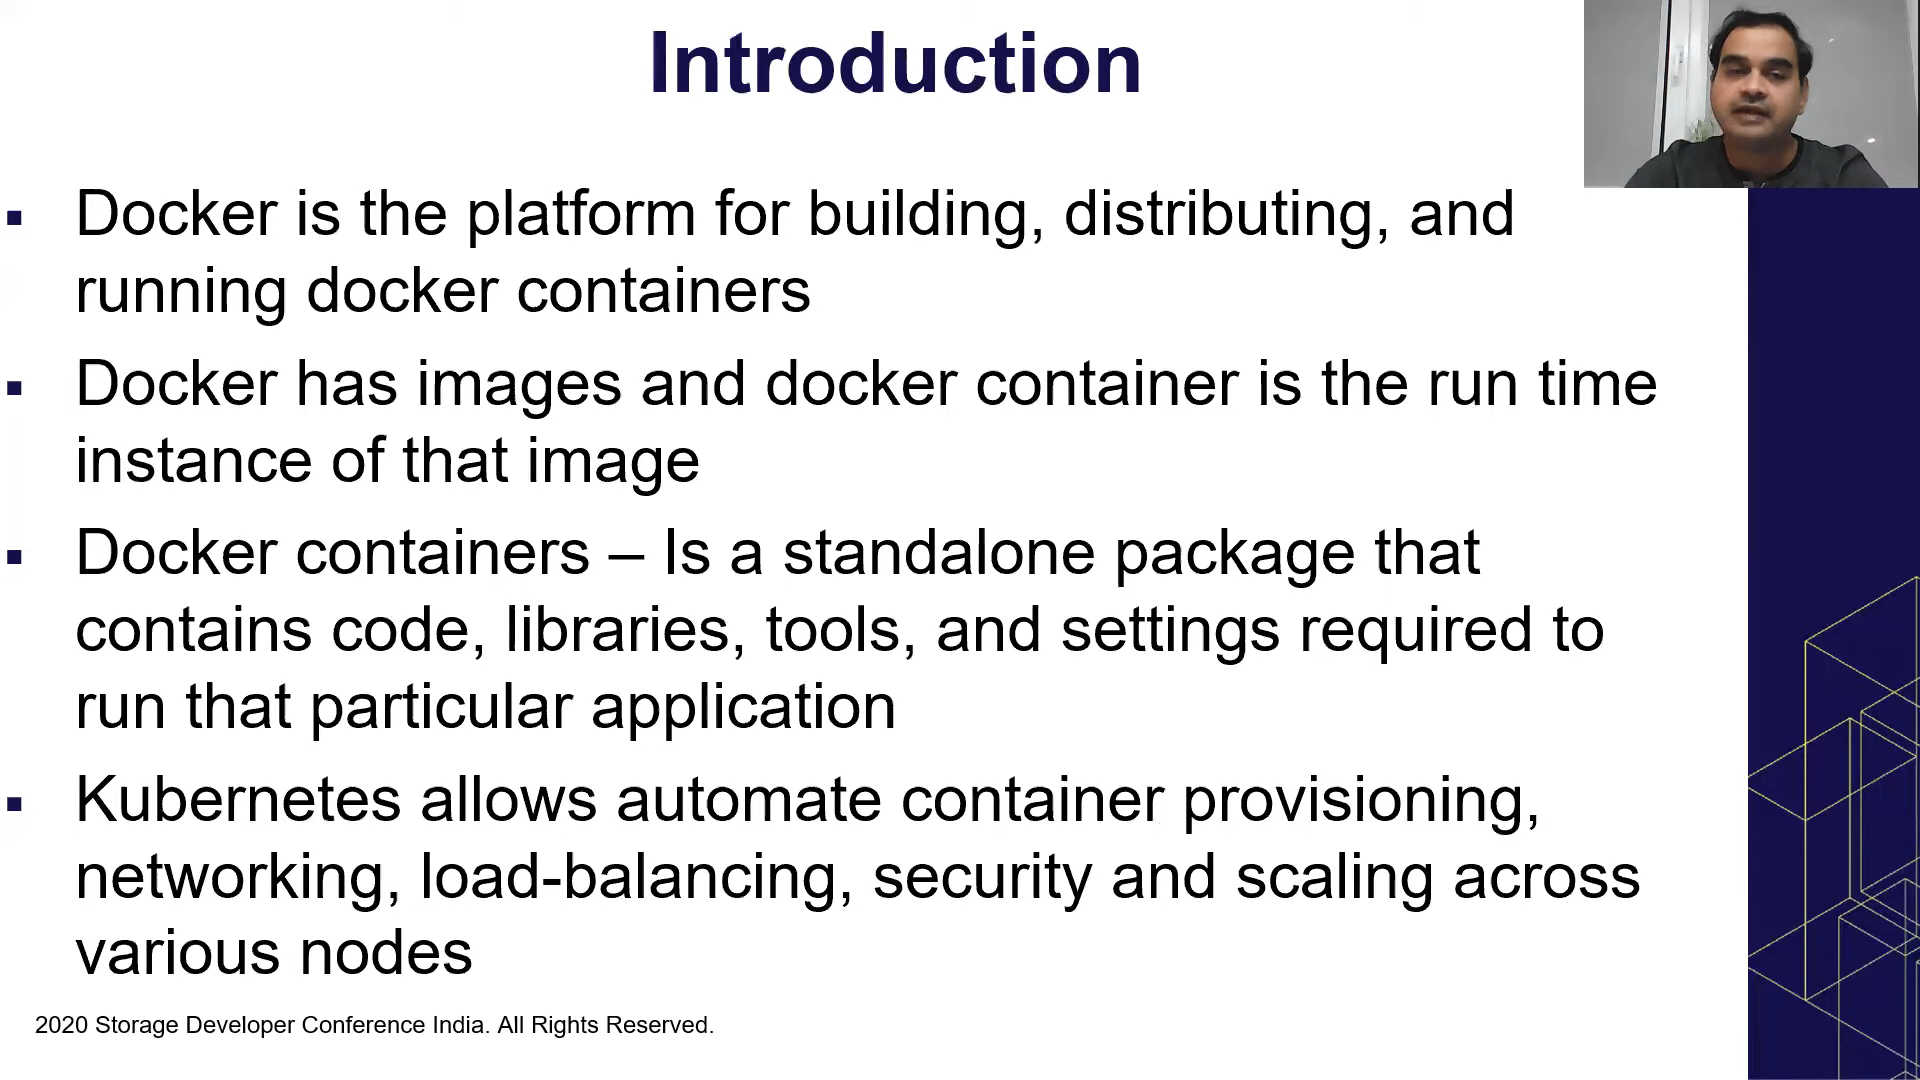 Introduction
Docker is the platform for building, distributing, and
running docker containers
Docker has images and docker container is the run time
instance of that image
Docker containers – Is a standalone package that
contains code, libraries, tools, and settings required to
run that particular application
Kubernetes allows automate container provisioning,
networking, load-balancing, security and scaling across
various nodes
2020 Storage Developer Conference India. All Rights Reserved.